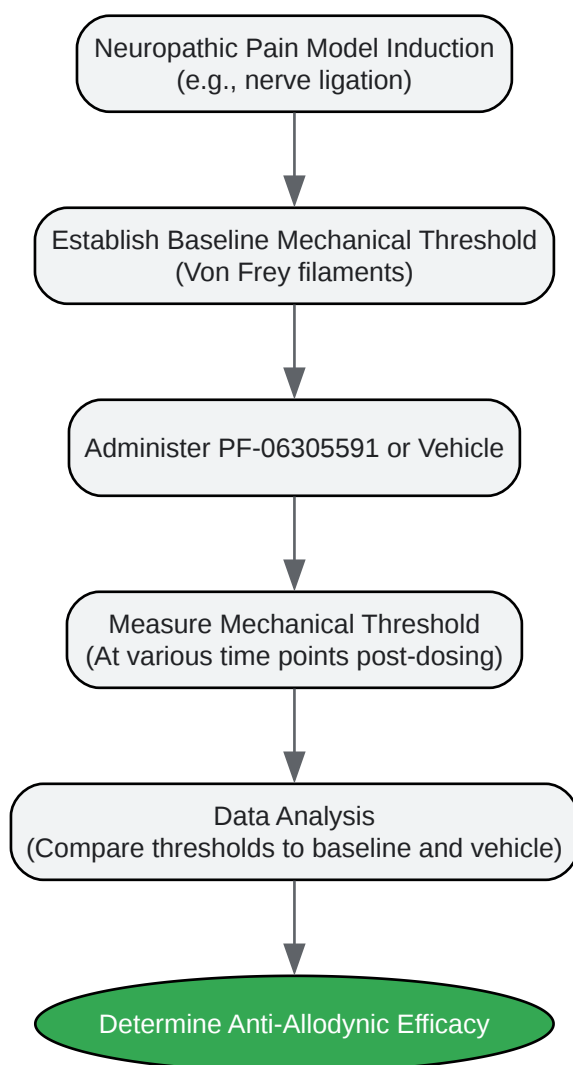 Neuropathic Pain Model Induction
(e.g., nerve ligation)
Establish Baseline Mechanical Threshold
(Von Frey filaments)
Administer PF-06305591 or Vehicle
Measure Mechanical Threshold
(At various time points post-dosing)
Data Analysis
(Compare thresholds to baseline and vehicle)
Determine Anti-Allodynic Efficacy